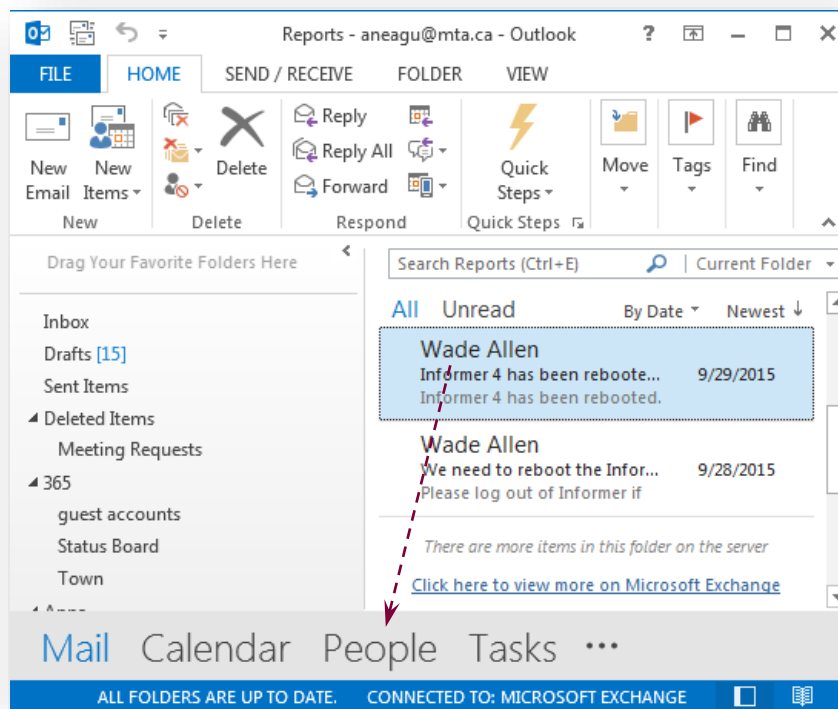 Reports - aneagu@mta.ca - Outlook
FILE HOME SEND / RECEIVE FOLDER VIEW
New Email
New Items
Delete
Reply
Reply All
Forward
Quick Steps
Move
Tags
Find
New
Delete
Respond
Quick Steps
Drag Your Favorite Folders Here
Inbox
Drafts [15]
Sent Items
Deleted Items
Meeting Requests
365
guest accounts
Status Board
Town
Search Reports (Ctrl+E)
Current Folder
All Unread By Date Newest
Wade Allen
Informer 4 has been reboote... 9/29/2015
Informer 4 has been rebooted.
Wade Allen
We need to reboot the Infor... 9/28/2015
Please log out of Informer if
There are more items in this folder on the server
Click here to view more on Microsoft Exchange
Mail Calendar People Tasks ...
ALL FOLDERS ARE UP TO DATE. CONNECTED TO: MICROSOFT EXCHANGE